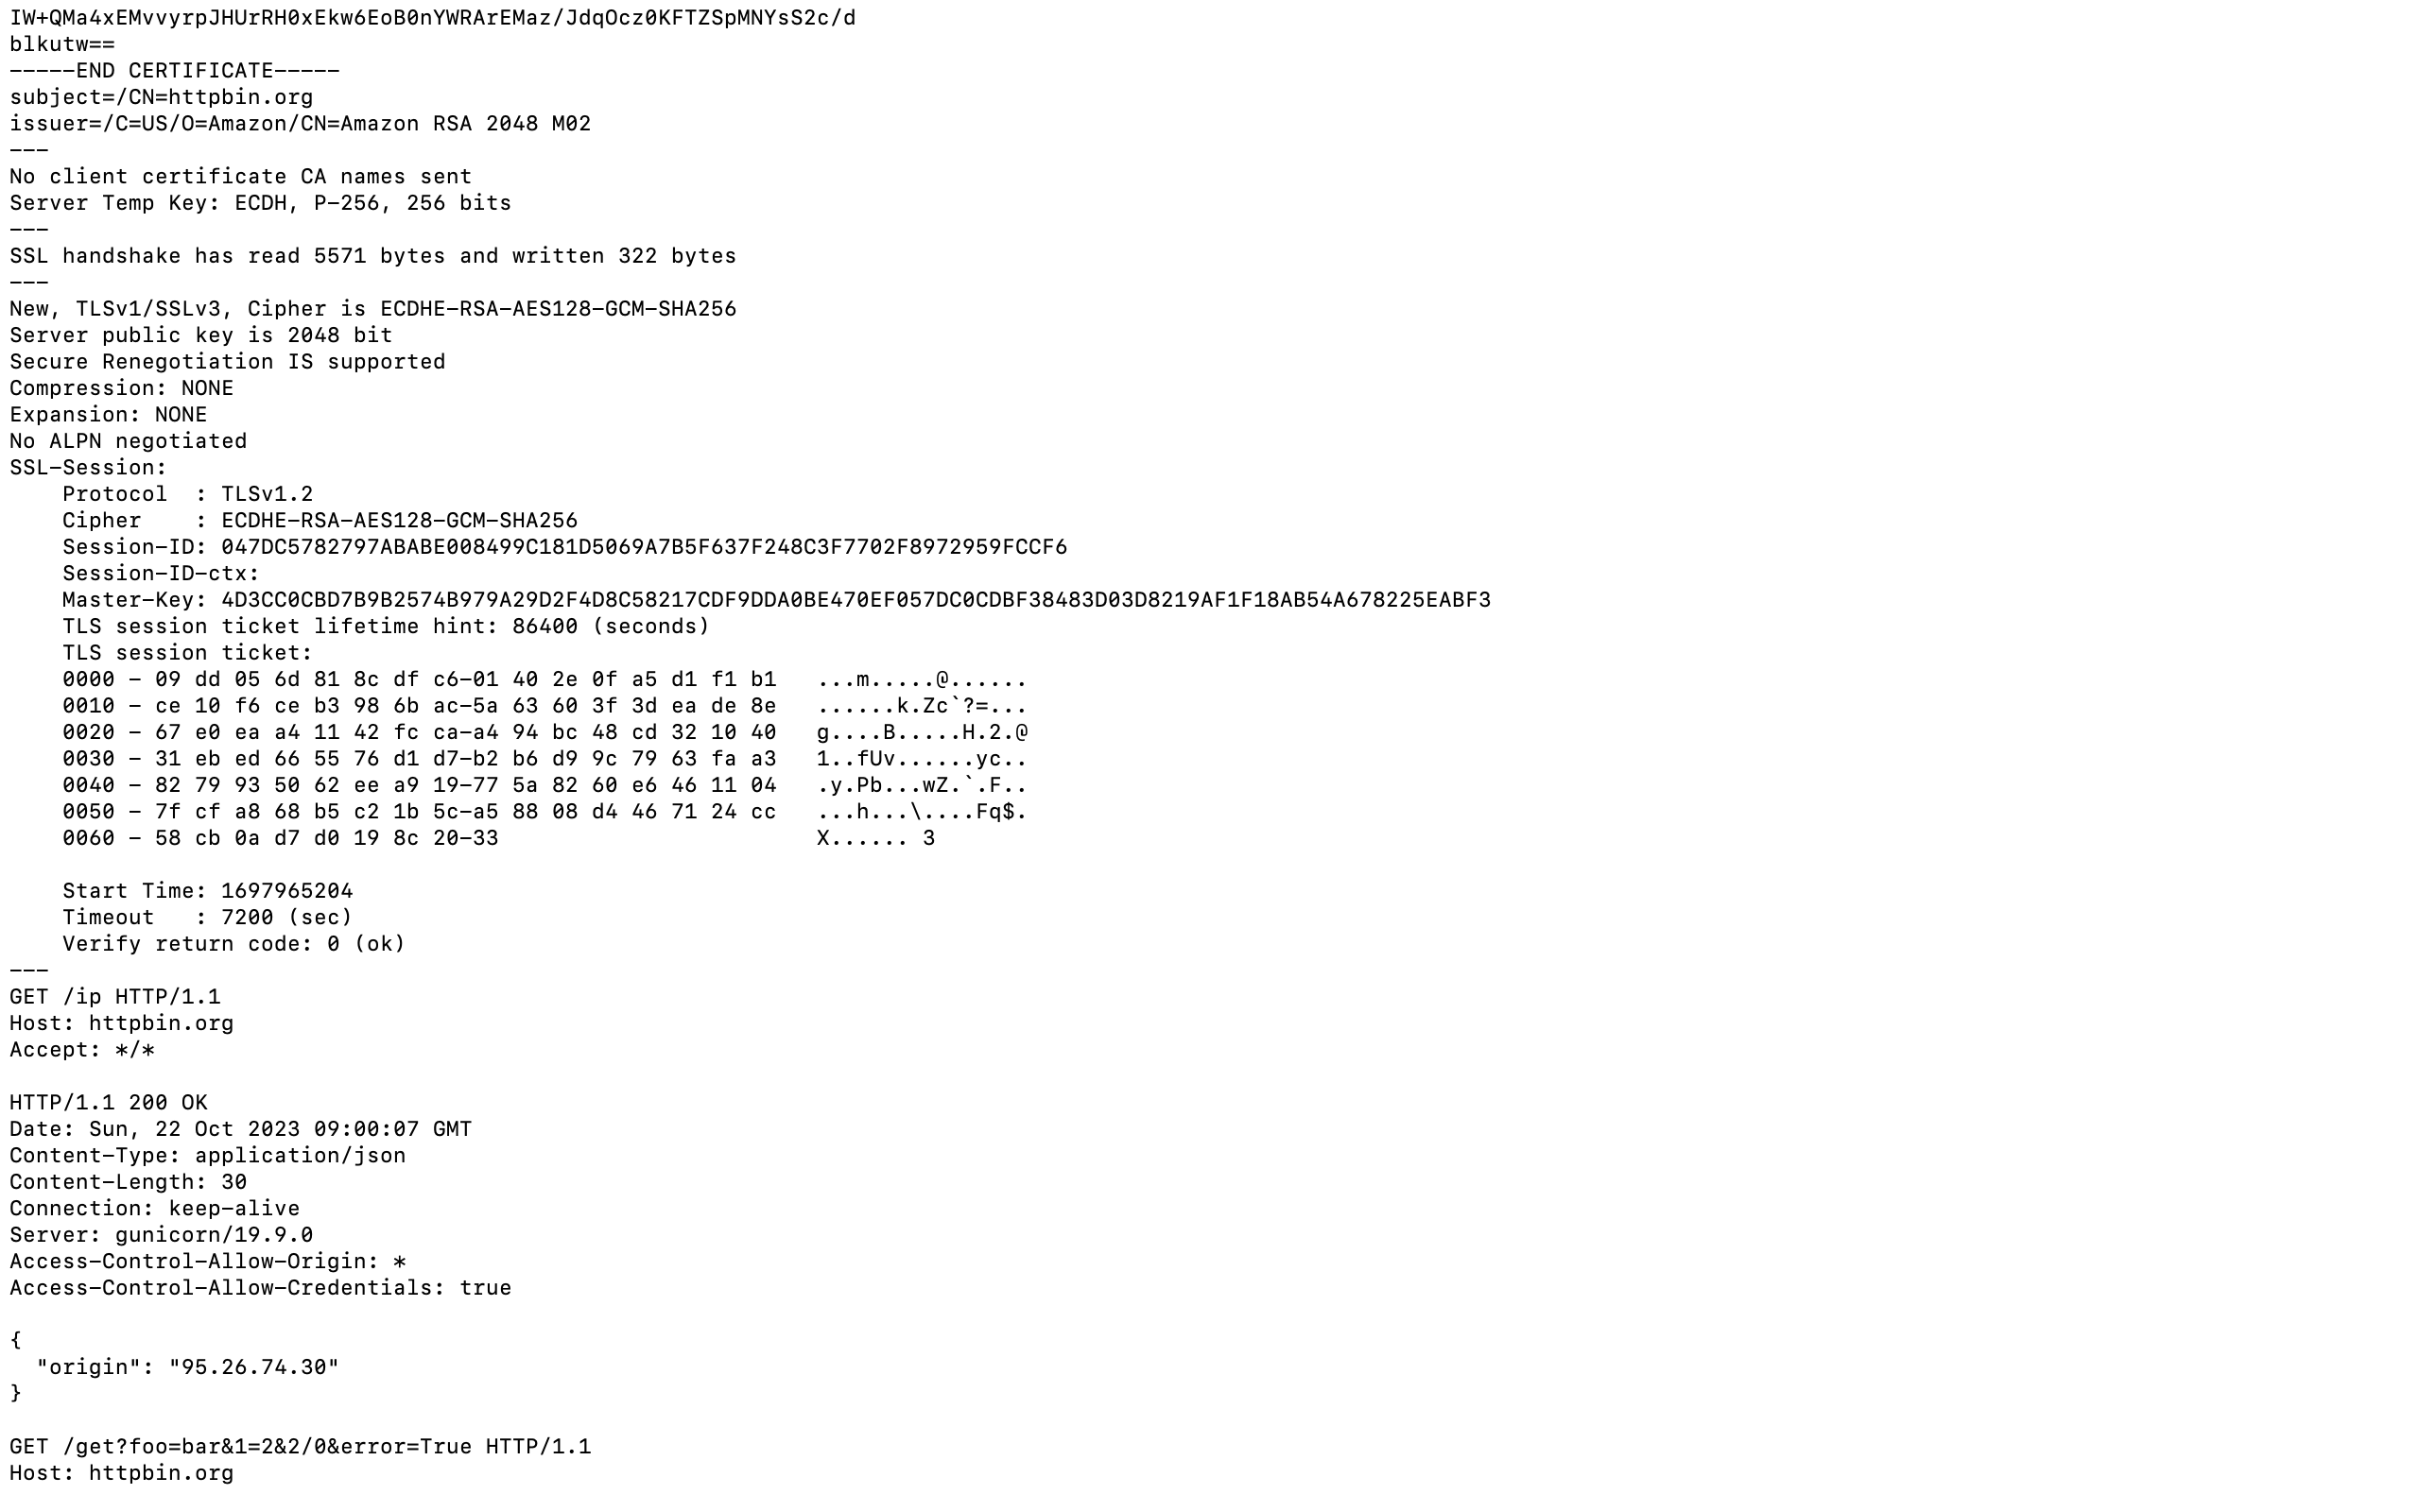 IW+QMa4xEMvvyrpJHUrRH0xEkw6EoB0nYWRArEMaz/JdqOcz0KFTZSpMNYsS2c/d
blkutw==
-----END CERTIFICATE-----
subject=/CN=httpbin.org
issuer=/C=US/O=Amazon/CN=Amazon RSA 2048 M02
---
No client certificate CA names sent
Server Temp Key: ECDH, P-256, 256 bits
---
SSL handshake has read 5571 bytes and written 322 bytes
---
New, TLSv1/SSLv3, Cipher is ECDHE-RSA-AES128-GCM-SHA256
Server public key is 2048 bit
Secure Renegotiation IS supported
Compression: NONE
Expansion: NONE
No ALPN negotiated
SSL-Session:
    Protocol  : TLSv1.2
    Cipher    : ECDHE-RSA-AES128-GCM-SHA256
    Session-ID: 047DC5782797ABABE008499C181D5069A7B5F637F248C3F7702F8972959FCCF6
    Session-ID-ctx:
    Master-Key: 4D3CC0CBD7B9B2574B979A29D2F4D8C58217CDF9DDA0BE470EF057DC0CDBF38483D03D8219AF1F18AB54A678225EABF3
    TLS session ticket lifetime hint: 86400 (seconds)
    TLS session ticket:
    0000 - 09 dd 05 6d 81 8c df c6-01 40 2e 0f a5 d1 f1 b1   ...m.....@......
    0010 - ce 10 f6 ce b3 98 6b ac-5a 63 60 3f 3d ea de 8e   ......k.Zc`?=...
    0020 - 67 e0 ea a4 11 42 fc ca-a4 94 bc 48 cd 32 10 40   g....B.....H.2.@
    0030 - 31 eb ed 66 55 76 d1 d7-b2 b6 d9 9c 79 63 fa a3   1..fUv......yc..
    0040 - 82 79 93 50 62 ee a9 19-77 5a 82 60 e6 46 11 04   .y.Pb...wZ.`.F..
    0050 - 7f cf a8 68 b5 c2 1b 5c-a5 88 08 d4 46 71 24 cc   ...h...\....Fq$.
    0060 - 58 cb 0a d7 d0 19 8c 20-33                        X...... 3

    Start Time: 1697965204
    Timeout   : 7200 (sec)
    Verify return code: 0 (ok)
---
GET /ip HTTP/1.1
Host: httpbin.org
Accept: */*

HTTP/1.1 200 OK
Date: Sun, 22 Oct 2023 09:00:07 GMT
Content-Type: application/json
Content-Length: 30
Connection: keep-alive
Server: gunicorn/19.9.0
Access-Control-Allow-Origin: *
Access-Control-Allow-Credentials: true

{
  "origin": "95.26.74.30"
}

GET /get?foo=bar&1=2&2/0&error=True HTTP/1.1
Host: httpbin.org